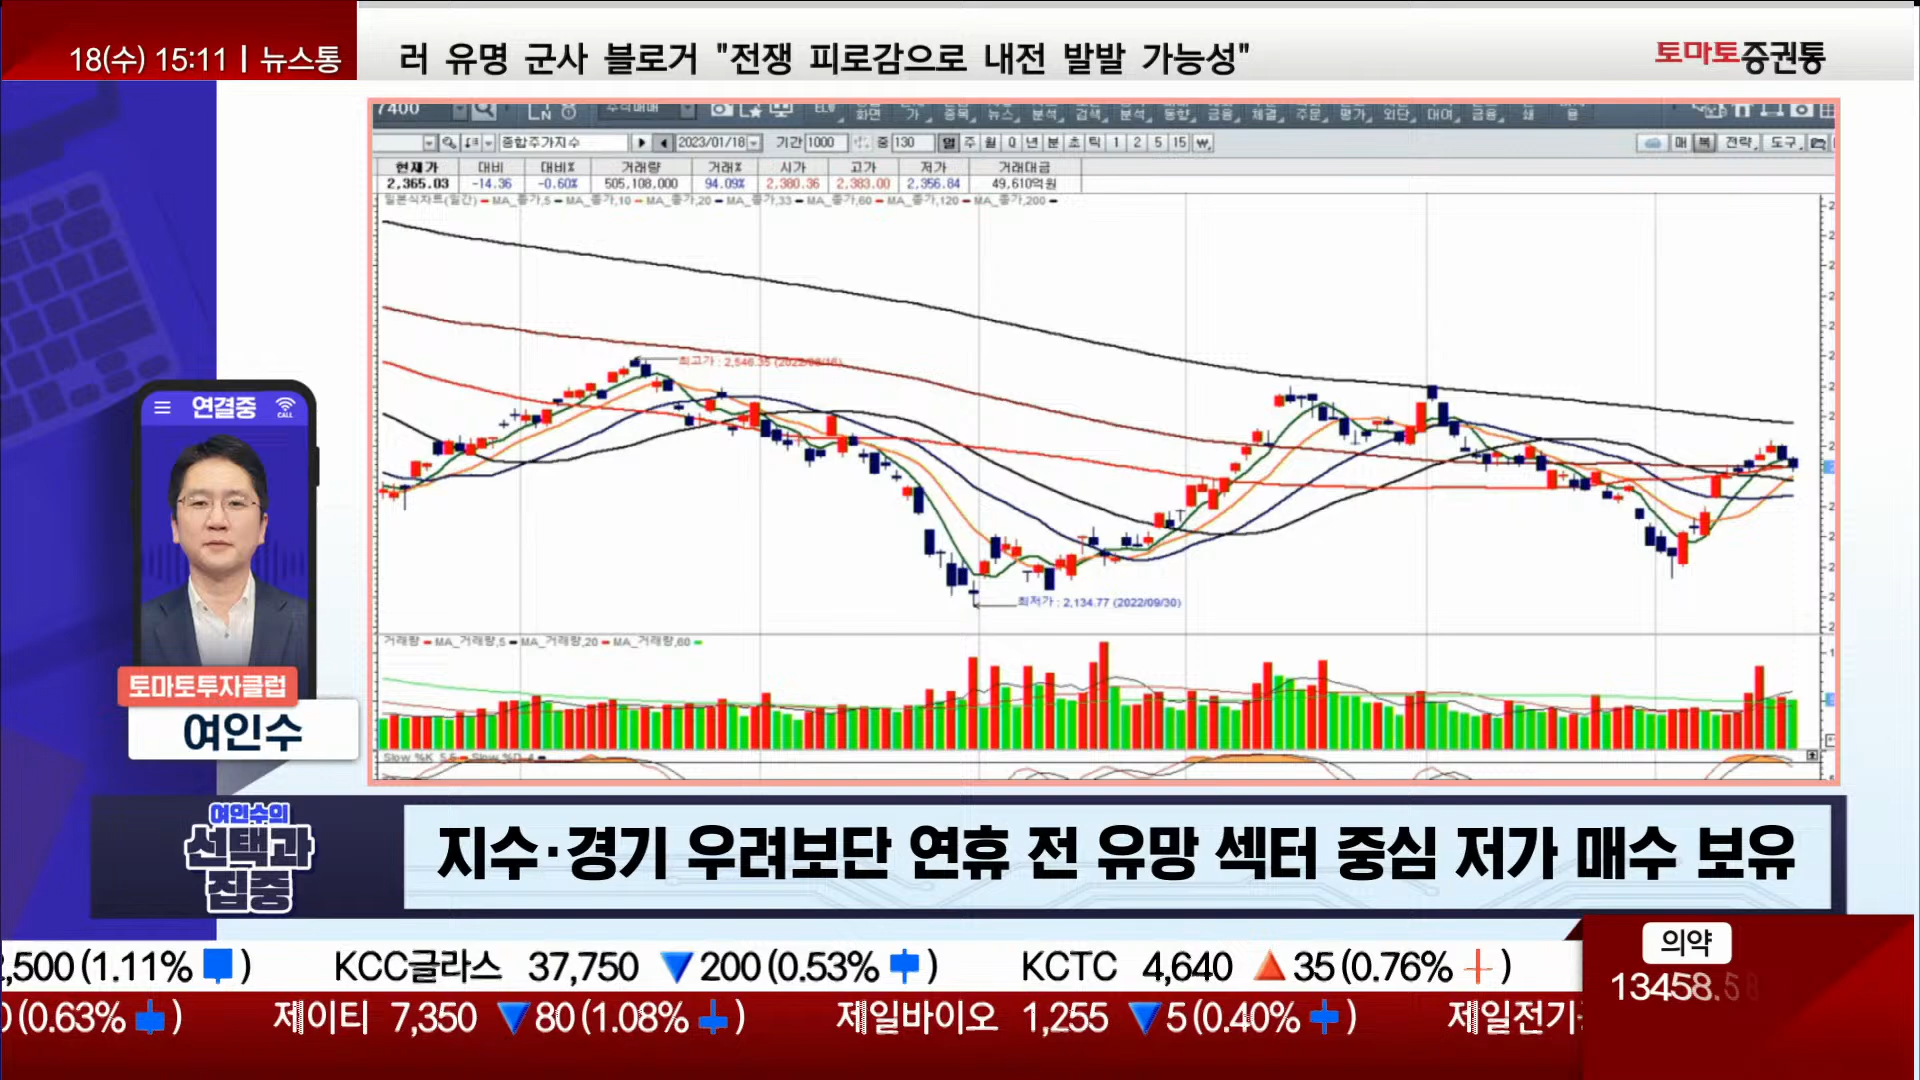 18(수) 15:11 | 뉴스통
러 유명 군사 블로거 "전쟁 피로감으로 내전 발발 가능성"
토마토증권통
7400
종합주가지수 2023/01/18 기간 1000 130 일 주 월 년 분 초 틱 1 2 5 15
전략 도구
현재가 대비 대비% 거래량 거래% 시가 고가 저가 거래대금
2,365.03 -14.36 -0.60% 505,108,000 94.09% 2,380.36 2,383.00 2,356.84 49,610억원
일본식차트(일간) MA_종가,5 MA_종가,10 MA_종가,20 MA_종가,33 MA_종가,60 MA_종가,120 MA_종가,200
최고가 : 2,546.35 (2022/08/16)
최저가 : 2,134.77 (2022/09/30)
거래량 MA_거래량,5 MA_거래량,20 MA_거래량,60
Slow %K
연결중
CALL
토마토투자클럽
여인수
여인수의
선택과
집중
지수·경기 우려보단 연휴 전 유망 섹터 중심 저가 매수 보유
,500(1.11% ) KCC글라스 37,750 ▼200(0.53% ) KCTC 4,640 ▲35(0.76% )
0(0.63% ) 제이티 7,350 ▼80(1.08% ) 제일바이오 1,255 ▼5(0.40% ) 제일전기
의약
13458.58